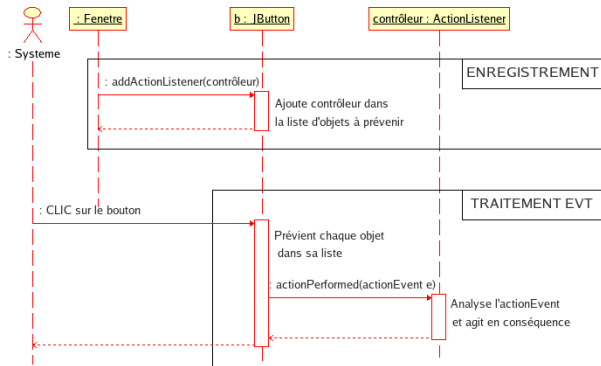 : Fenetre
b : JButton
contrôleur : ActionListener
: Systeme
ENREGISTREMENT
: addActionListener(contrôleur)
Ajoute contrôleur dans
la liste d'objets à prévenir
TRAITEMENT EVT
: CLIC sur le bouton
Prévient chaque objet
dans sa liste
: actionPerformed(actionEvent e)
Analyse l'actionEvent
et agit en conséquence